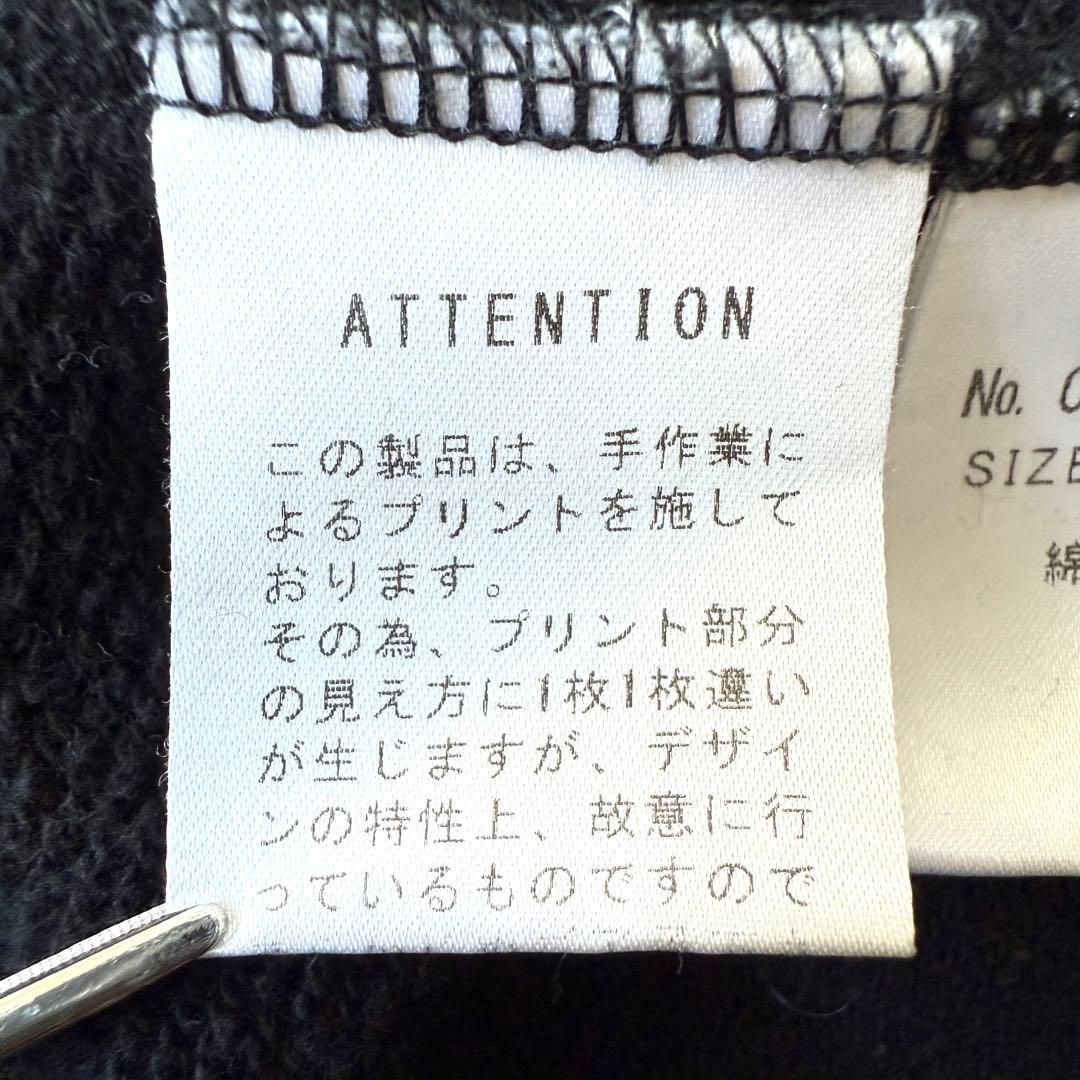 ATTENTION
この製品は、手作業に
よるプリントを施して
おります。
その為、プリント部分
の見え方に1枚1枚違い
が生じますが、デザイ
ンの特性上、故意に行
っているものですので
No.
SIZE
綿